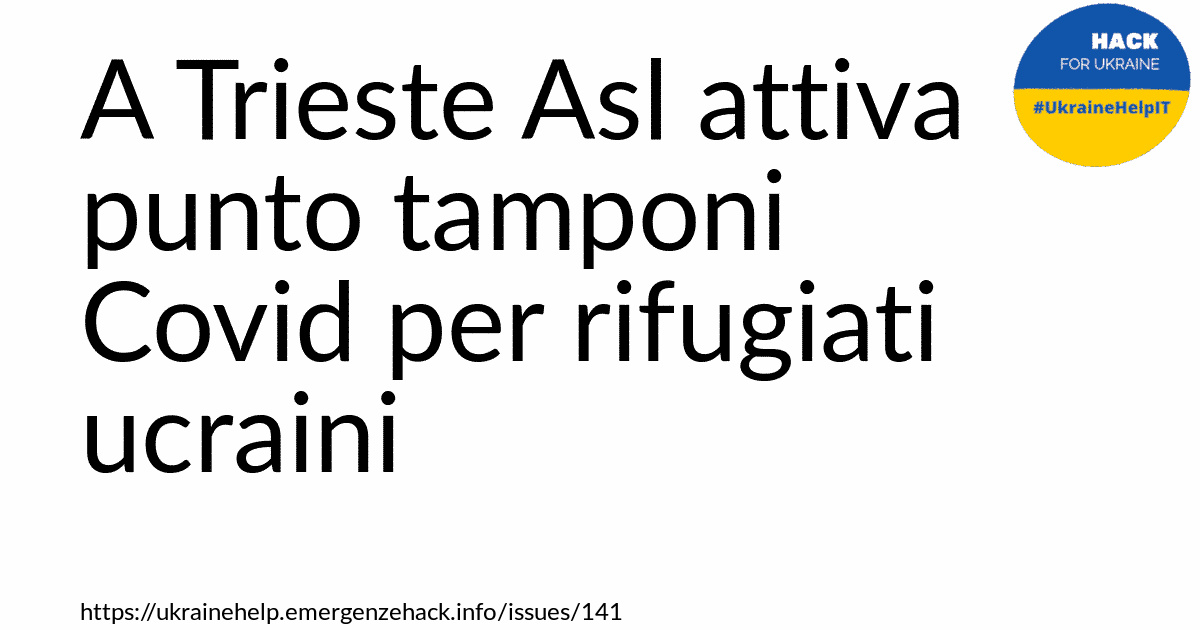 A Trieste Asl attiva
punto tamponi
Covid per rifugiati
ucraini
HACK
FOR UKRAINE
#UkraineHelpIT
https://ukrainehelp.emergenzehack.info/issues/141